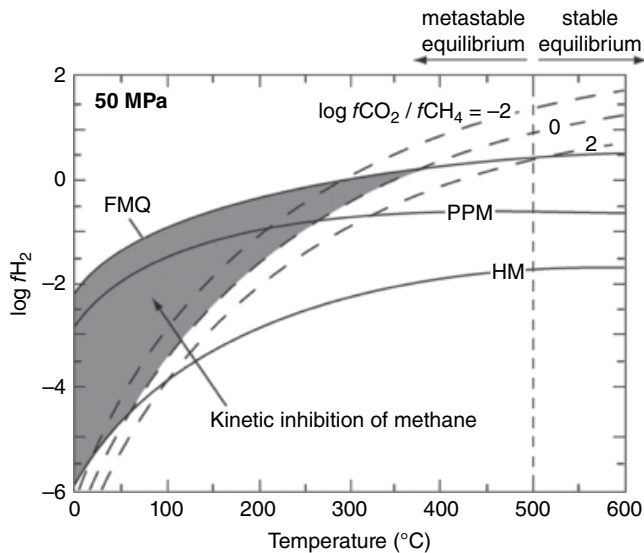 metastable equilibrium
stable equilibrium
50 MPa
log fCO2 / fCH4 = –2
0
2
FMQ
PPM
HM
Kinetic inhibition of methane
log fH2
2
0
–2
–4
–6
0 100 200 300 400 500 600
Temperature (°C)